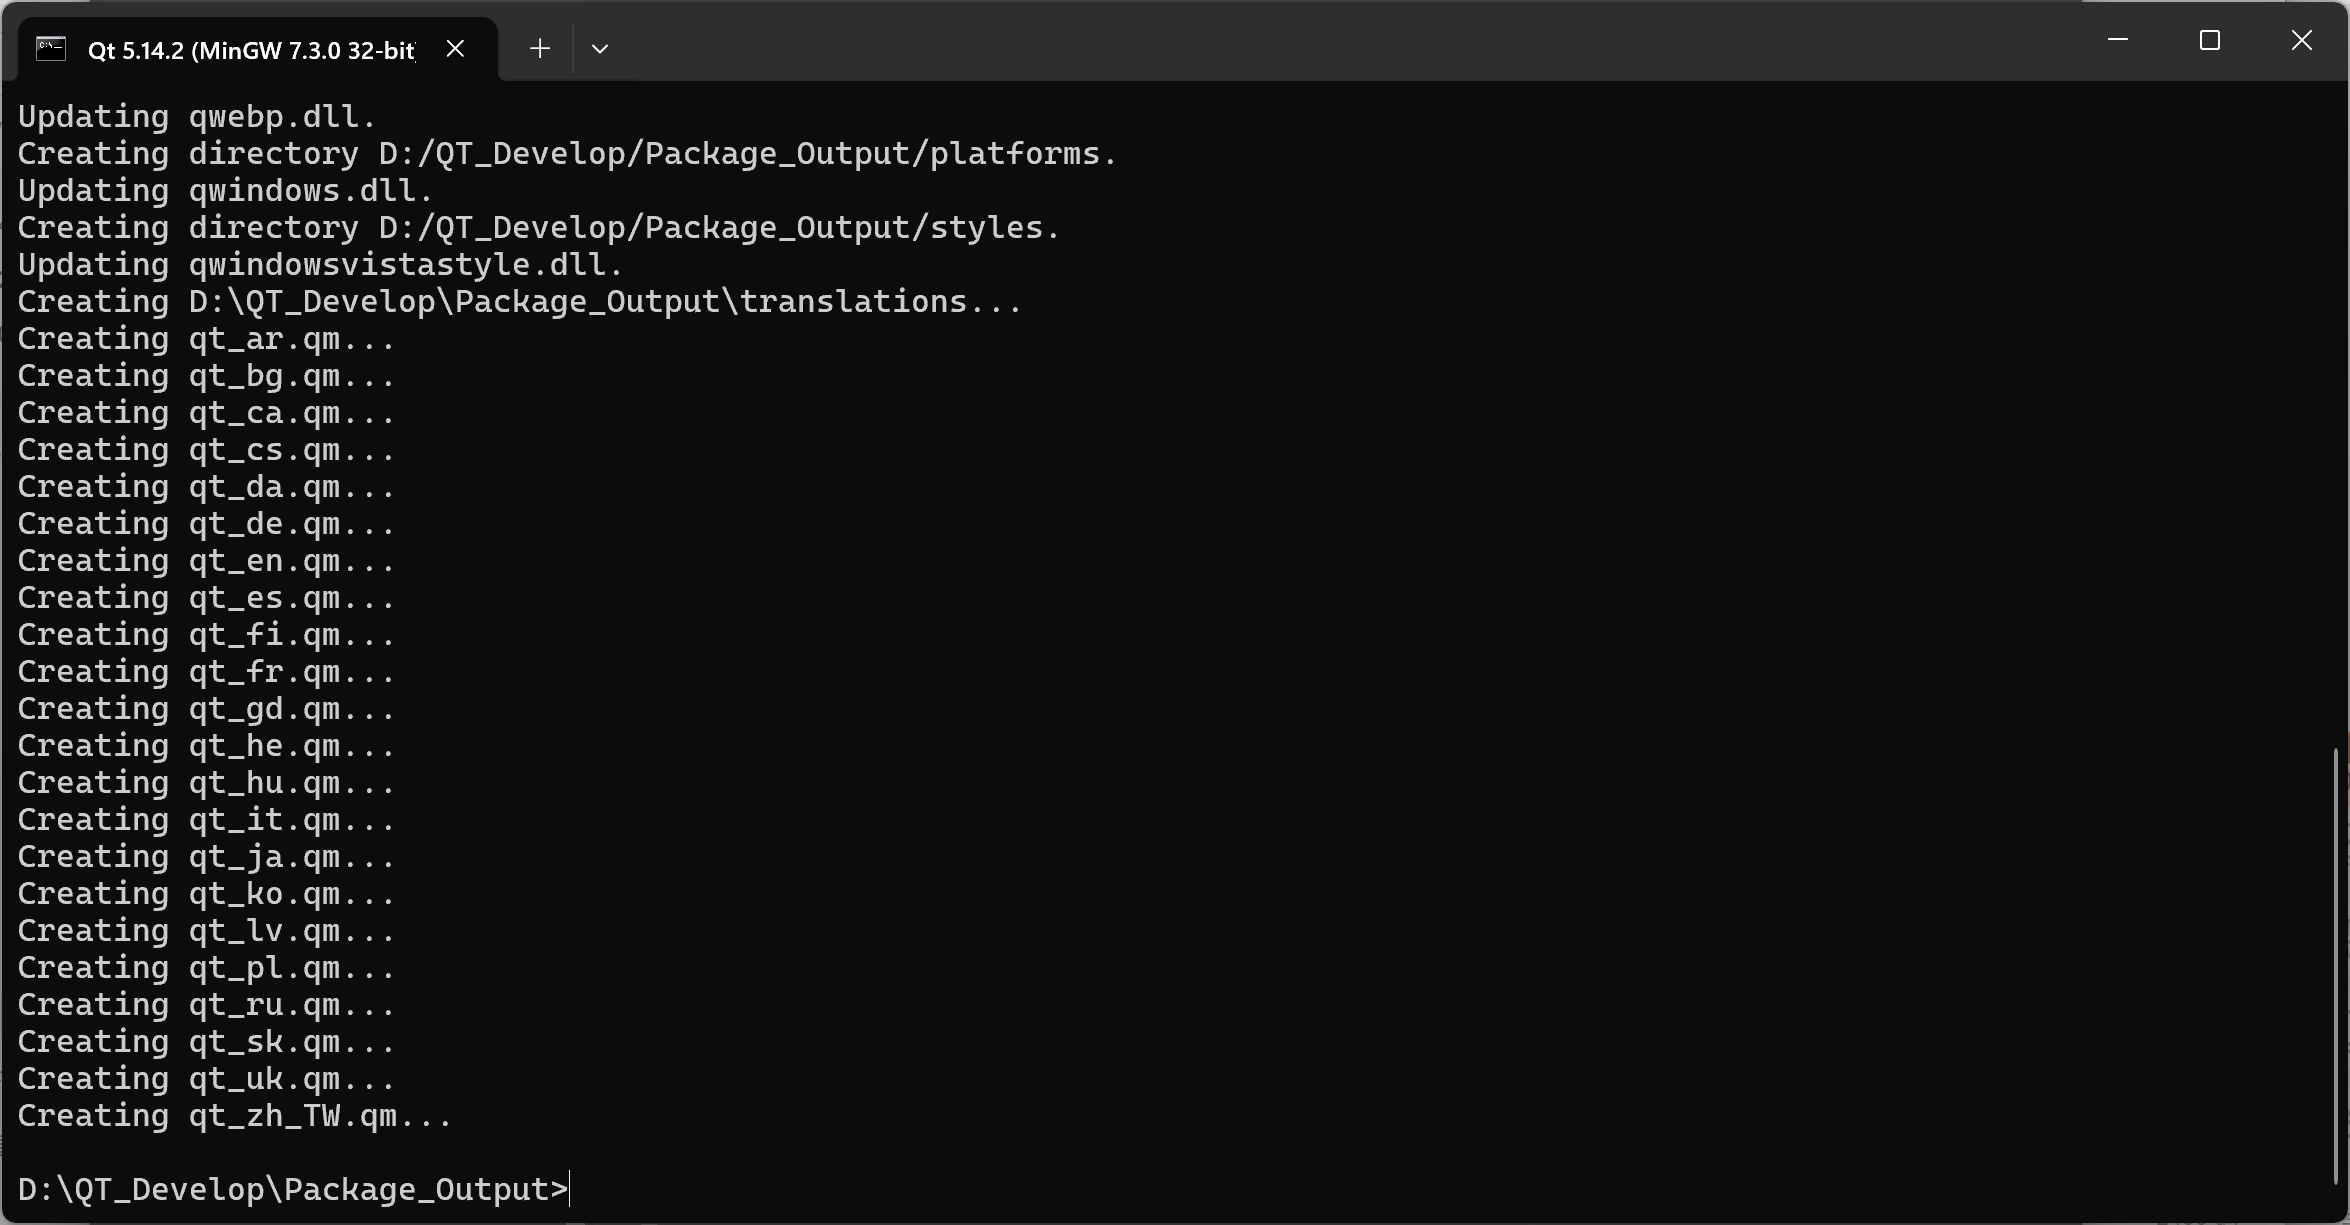 Qt 5.14.2 (MinGW 7.3.0 32-bit
Updating qwebp.dll.
Creating directory D:/QT_Develop/Package_Output/platforms.
Updating qwindows.dll.
Creating directory D:/QT_Develop/Package_Output/styles.
Updating qwindowsvistastyle.dll.
Creating D:\QT_Develop\Package_Output\translations...
Creating qt_ar.qm...
Creating qt_bg.qm...
Creating qt_ca.qm...
Creating qt_cs.qm...
Creating qt_da.qm...
Creating qt_de.qm...
Creating qt_en.qm...
Creating qt_es.qm...
Creating qt_fi.qm...
Creating qt_fr.qm...
Creating qt_gd.qm...
Creating qt_he.qm...
Creating qt_hu.qm...
Creating qt_it.qm...
Creating qt_ja.qm...
Creating qt_ko.qm...
Creating qt_lv.qm...
Creating qt_pl.qm...
Creating qt_ru.qm...
Creating qt_sk.qm...
Creating qt_uk.qm...
Creating qt_zh_TW.qm...
D:\QT_Develop\Package_Output>